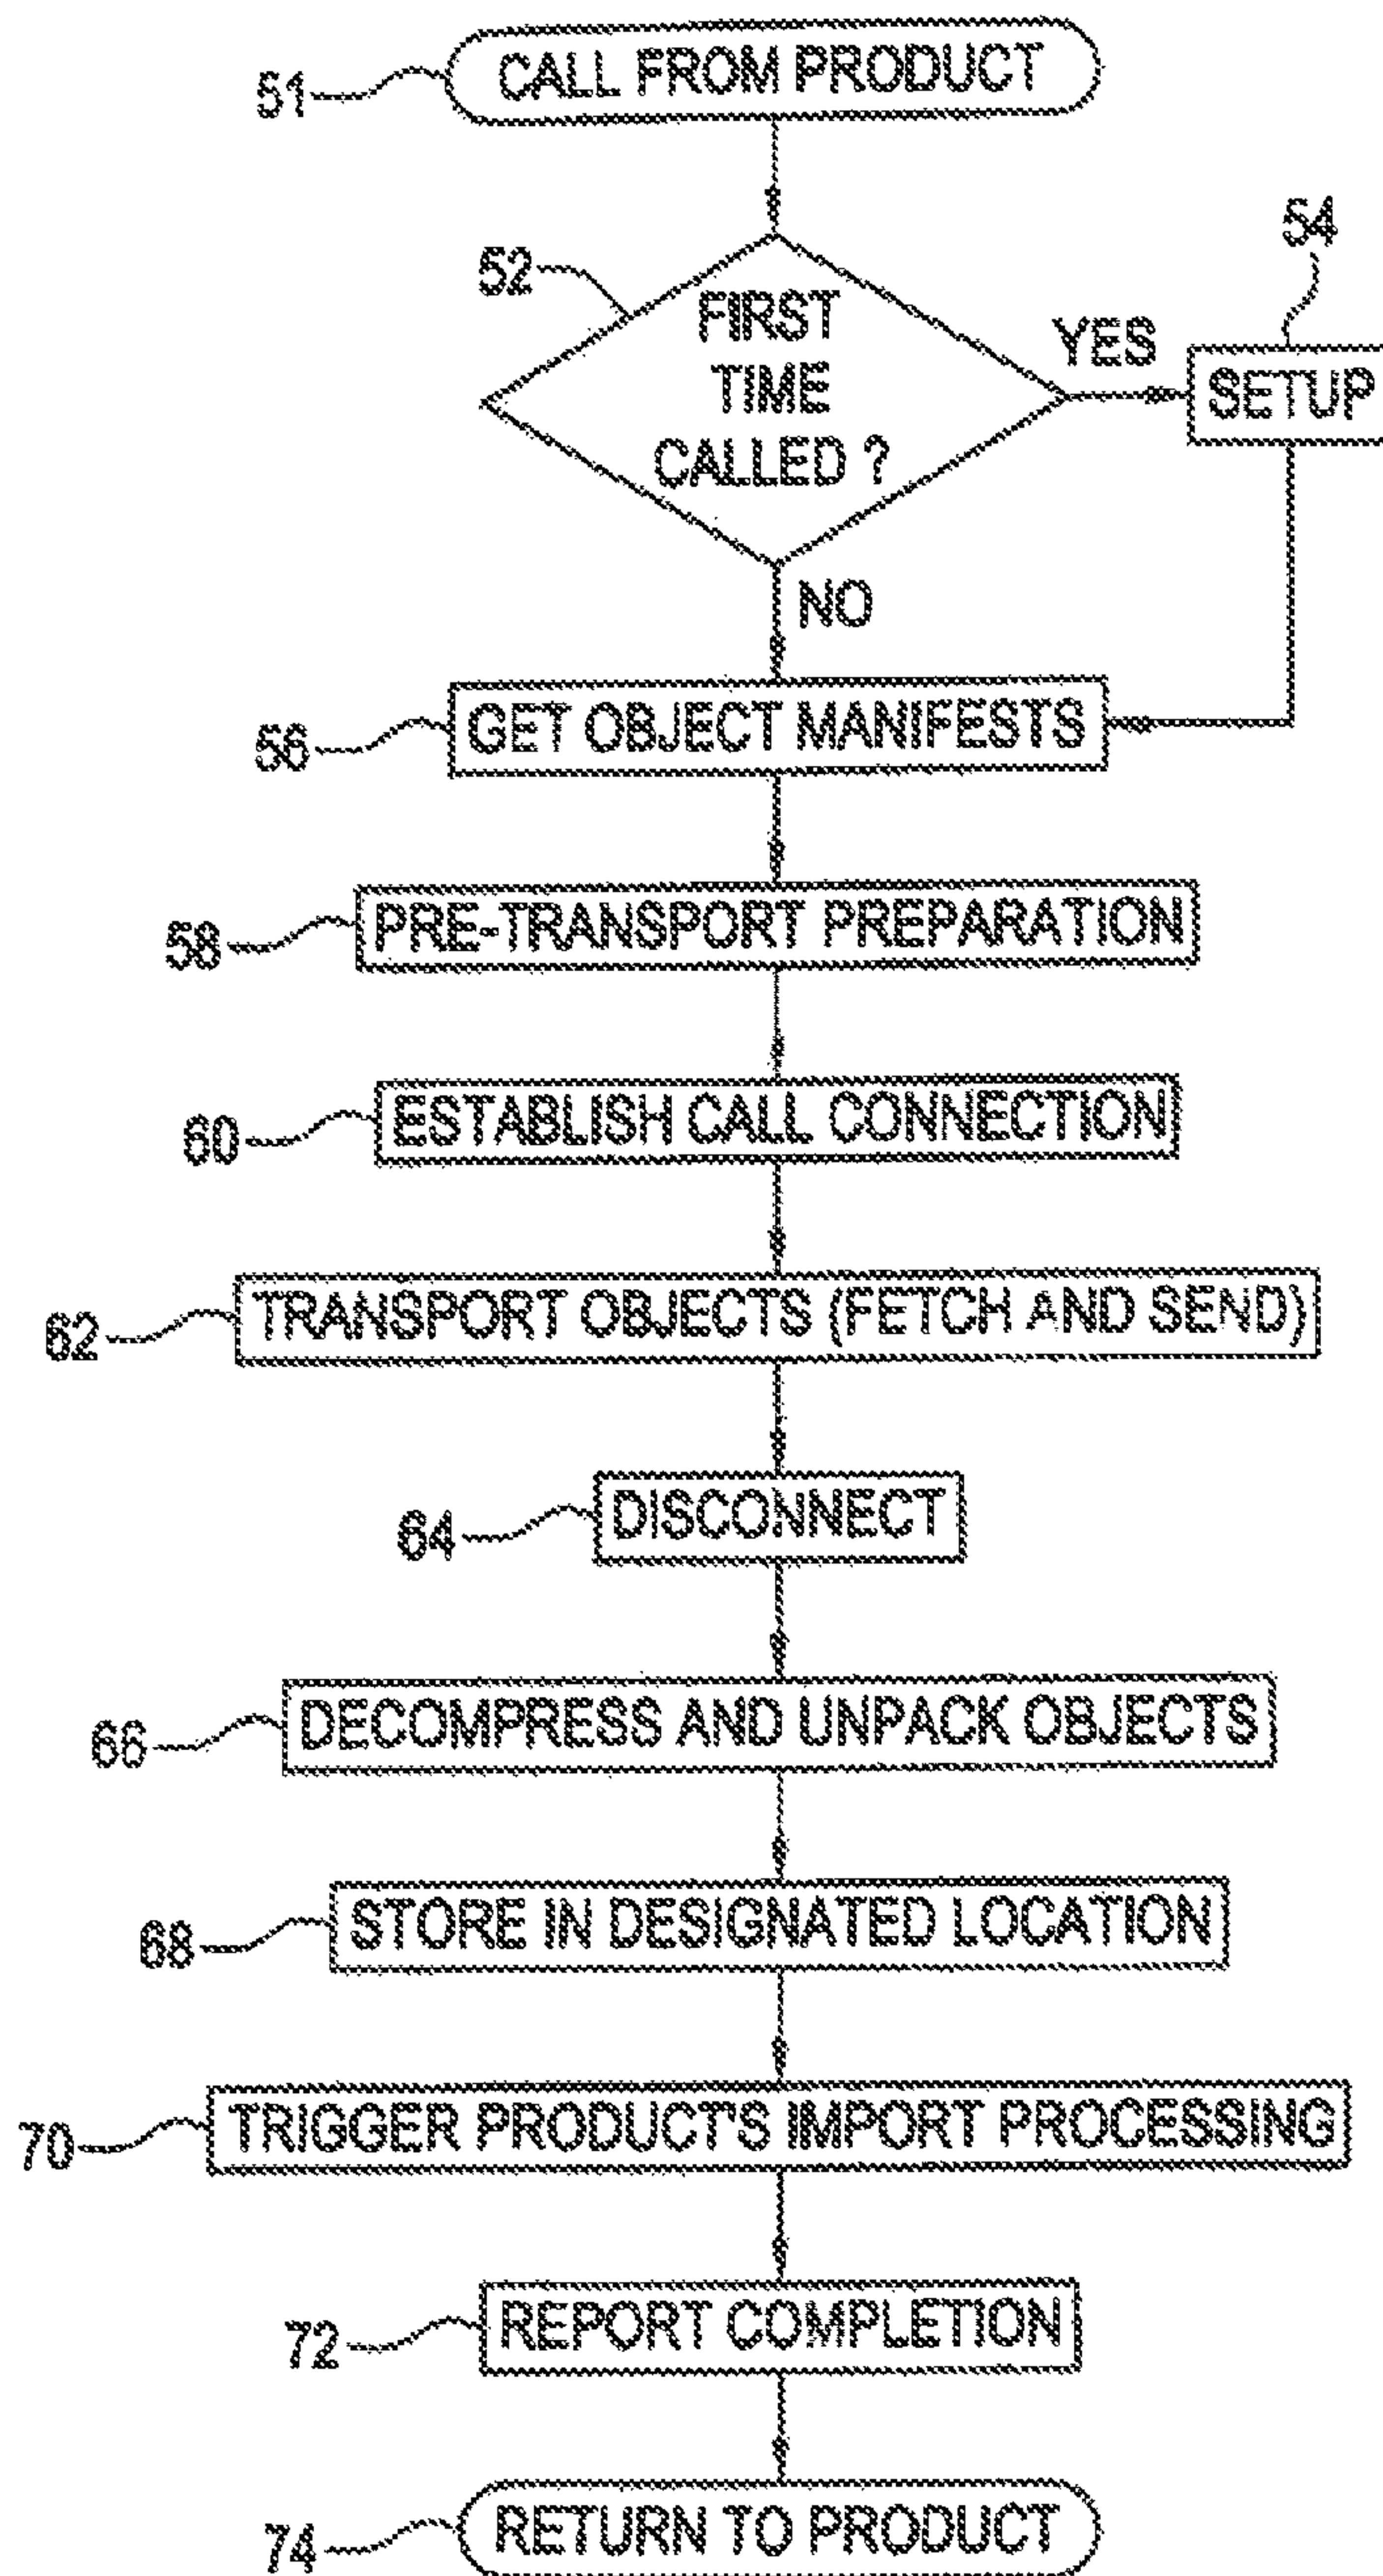 51
CALL FROM PRODUCT
54
52
FIRST
TIME
CALLED ?
YES
SETUP
NO
56
GET OBJECT MANIFESTS
58
PRE-TRANSPORT PREPARATION
60
ESTABLISH CALL CONNECTION
62
TRANSPORT OBJECTS (FETCH AND SEND)
64
DISCONNECT
66
DECOMPRESS AND UNPACK OBJECTS
68
STORE IN DESIGNATED LOCATION
70
TRIGGER PRODUCT'S IMPORT PROCESSING
72
REPORT COMPLETION
74
RETURN TO PRODUCT